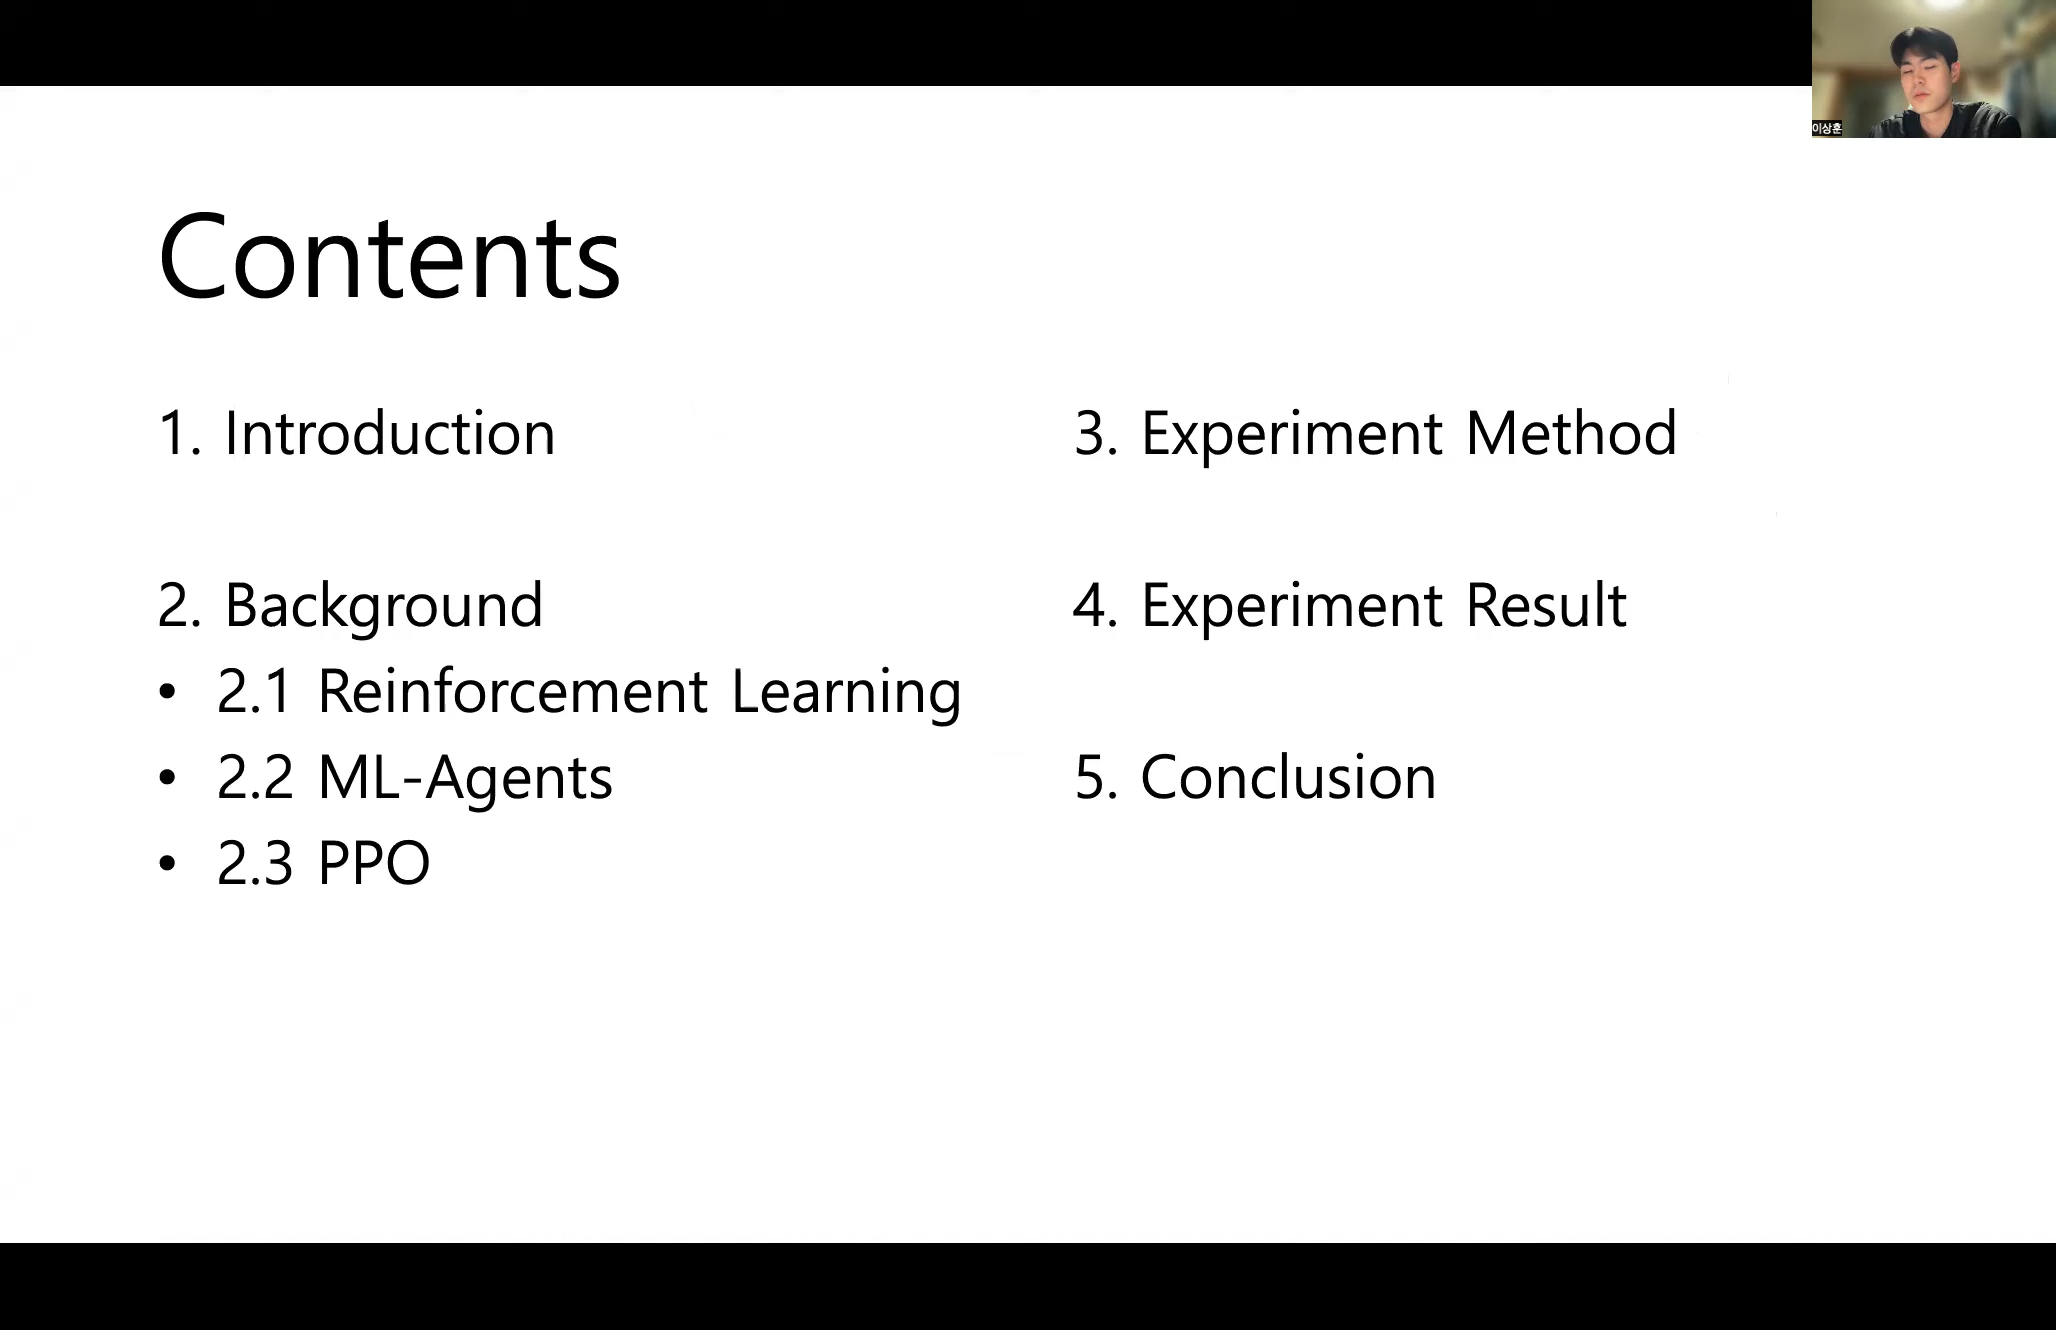 이상훈
Contents
1. Introduction
2. Background
• 2.1 Reinforcement Learning
• 2.2 ML-Agents
• 2.3 PPO
3. Experiment Method
4. Experiment Result
5. Conclusion